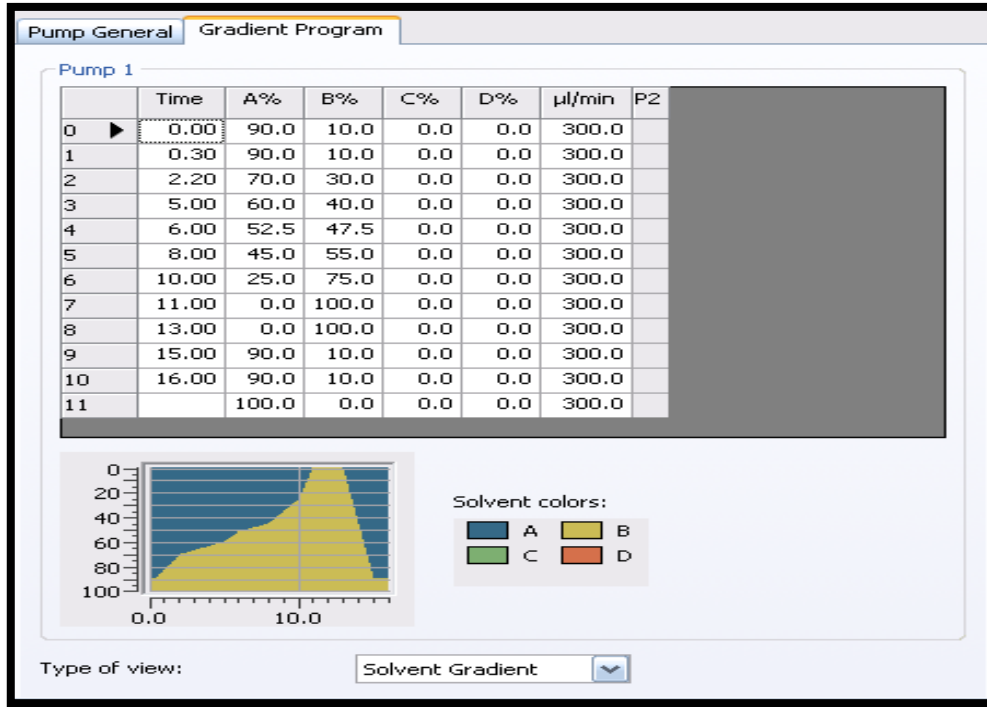 Pump General Gradient Program
Pump 1
Time A% B% C% D% µl/min P2
0 0.00 90.0 10.0 0.0 0.0 300.0
1 0.30 90.0 10.0 0.0 0.0 300.0
2 2.20 70.0 30.0 0.0 0.0 300.0
3 5.00 60.0 40.0 0.0 0.0 300.0
4 6.00 52.5 47.5 0.0 0.0 300.0
5 8.00 45.0 55.0 0.0 0.0 300.0
6 10.00 25.0 75.0 0.0 0.0 300.0
7 11.00 0.0 100.0 0.0 0.0 300.0
8 13.00 0.0 100.0 0.0 0.0 300.0
9 15.00 90.0 10.0 0.0 0.0 300.0
10 16.00 90.0 10.0 0.0 0.0 300.0
11 100.0 0.0 0.0 0.0 300.0
0
20
40
60
80
100
0.0 10.0
Solvent colors:
A B
C D
Type of view: Solvent Gradient